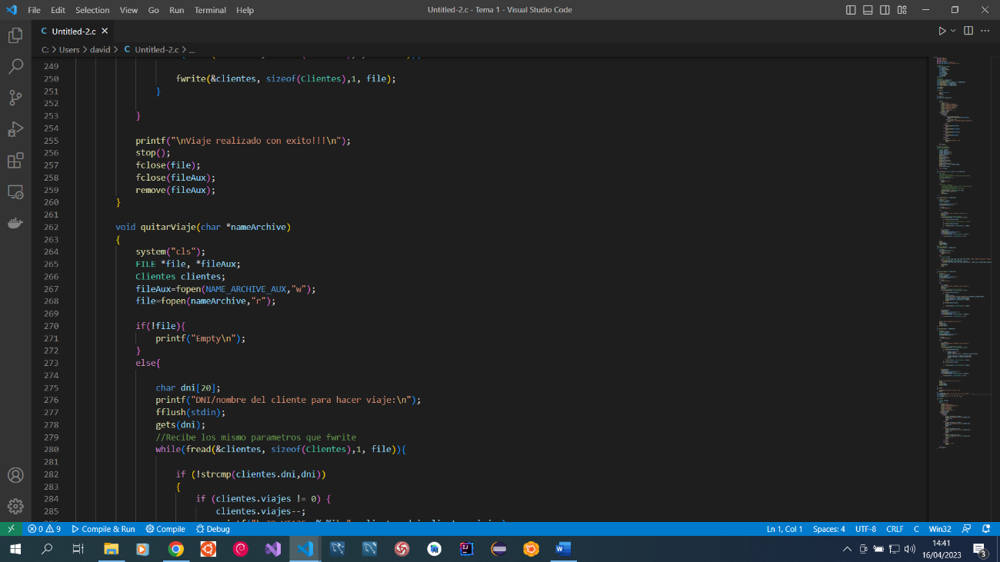 File Edit Selection View Go Run Terminal Help
Untitled-2.c - Tema 1 - Visual Studio Code
C Untitled-2.c
C: > Users > david > C Untitled-2.c > ...
249
250 fwrite(&clientes, sizeof(Clientes),1, file);
251 }
252
253 }
254
255 printf("\nViaje realizado con exito!!!\n");
256 stop();
257 fclose(file);
258 fclose(fileAux);
259 remove(fileAux);
260 }
261
262 void quitarViaje(char *nameArchive)
263 {
264 system("cls");
265 FILE *file, *fileAux;
266 Clientes clientes;
267 fileAux=fopen(NAME_ARCHIVE_AUX,"w");
268 file=fopen(nameArchive,"r");
269
270 if(!file){
271 printf("Empty\n");
272 }
273 else{
274
275 char dni[20];
276 printf("DNI/nombre del cliente para hacer viaje:\n");
277 fflush(stdin);
278 gets(dni);
279 //Recibe los mismo parametros que fwrite
280 while(fread(&clientes, sizeof(Clientes),1, file)){
281
282 if (!strcmp(clientes.dni,dni))
283 {
284 if (clientes.viajes != 0) {
285 clientes.viajes--;
0 9 Compile & Run Compile Debug
Ln 1, Col 1 Spaces: 4 UTF-8 CRLF C Win32
14:41
16/04/2023
3